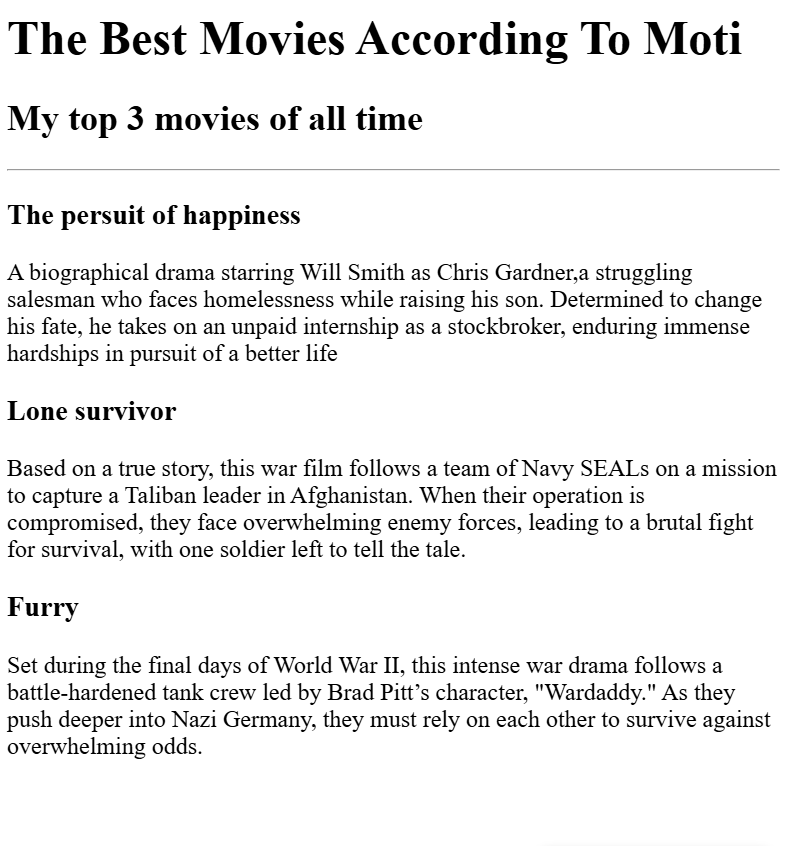 The Best Movies According To Moti
My top 3 movies of all time
The persuit of happiness
A biographical drama starring Will Smith as Chris Gardner,a struggling
salesman who faces homelessness while raising his son. Determined to change
his fate, he takes on an unpaid internship as a stockbroker, enduring immense
hardships in pursuit of a better life
Lone survivor
Based on a true story, this war film follows a team of Navy SEALs on a mission
to capture a Taliban leader in Afghanistan. When their operation is
compromised, they face overwhelming enemy forces, leading to a brutal fight
for survival, with one soldier left to tell the tale.
Furry
Set during the final days of World War II, this intense war drama follows a
battle-hardened tank crew led by Brad Pitt’s character, "Wardaddy." As they
push deeper into Nazi Germany, they must rely on each other to survive against
overwhelming odds.